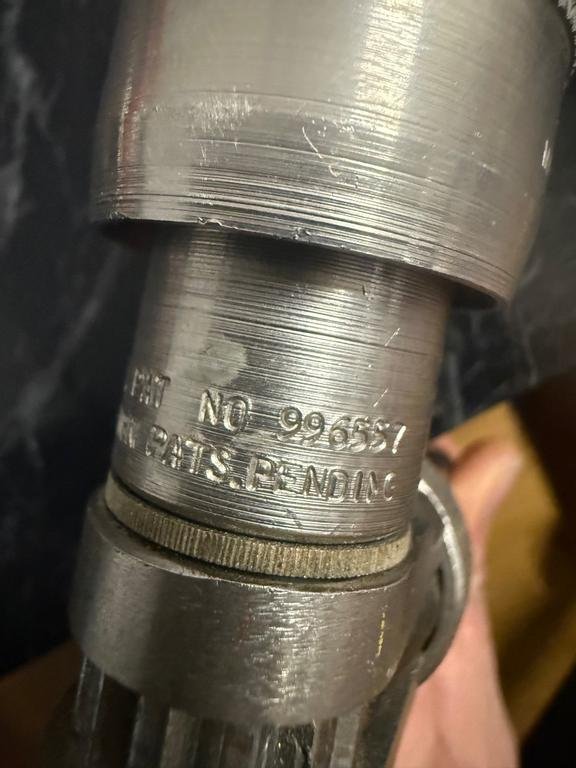 PAT NO 996557
PATS. PENDING